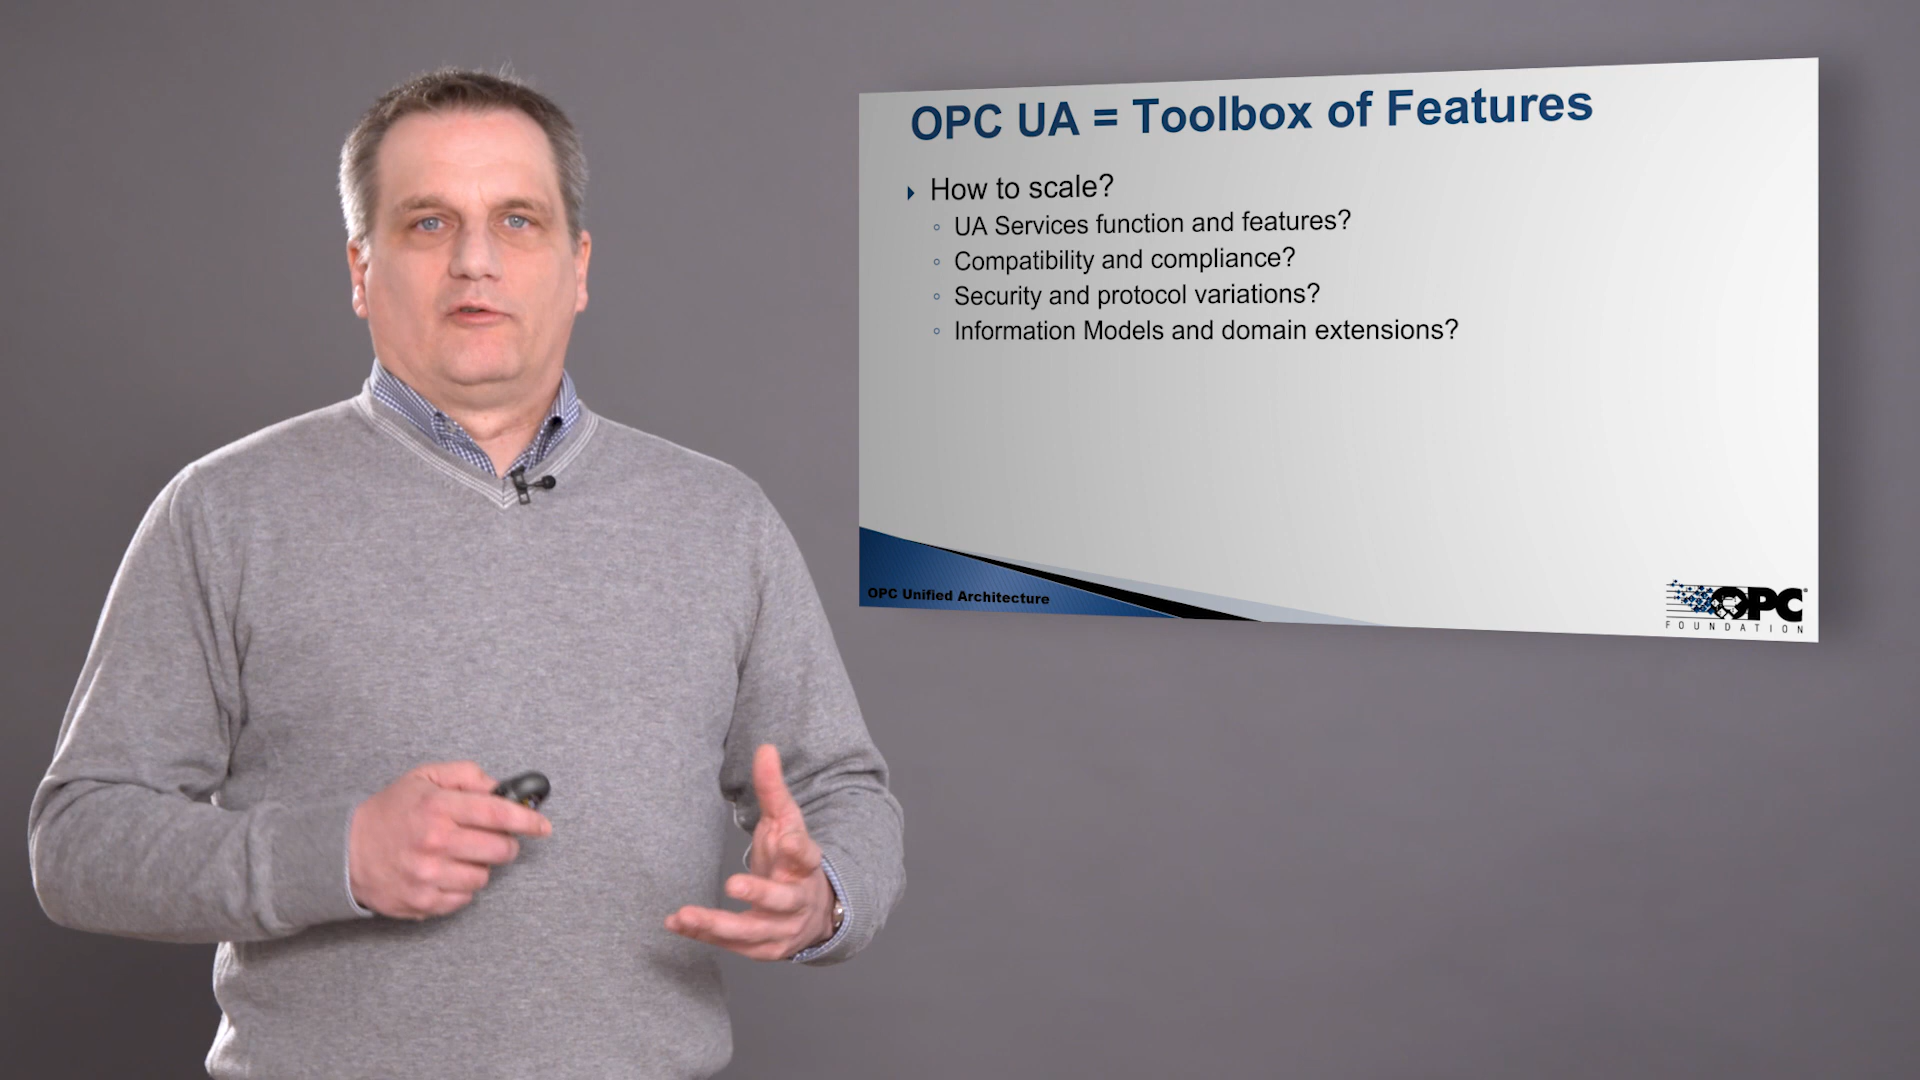 OPC UA = Toolbox of Features
How to scale?
UA Services function and features?
Compatibility and compliance?
Security and protocol variations?
Information Models and domain extensions?
OPC Unified Architecture
OPC
FOUNDATION